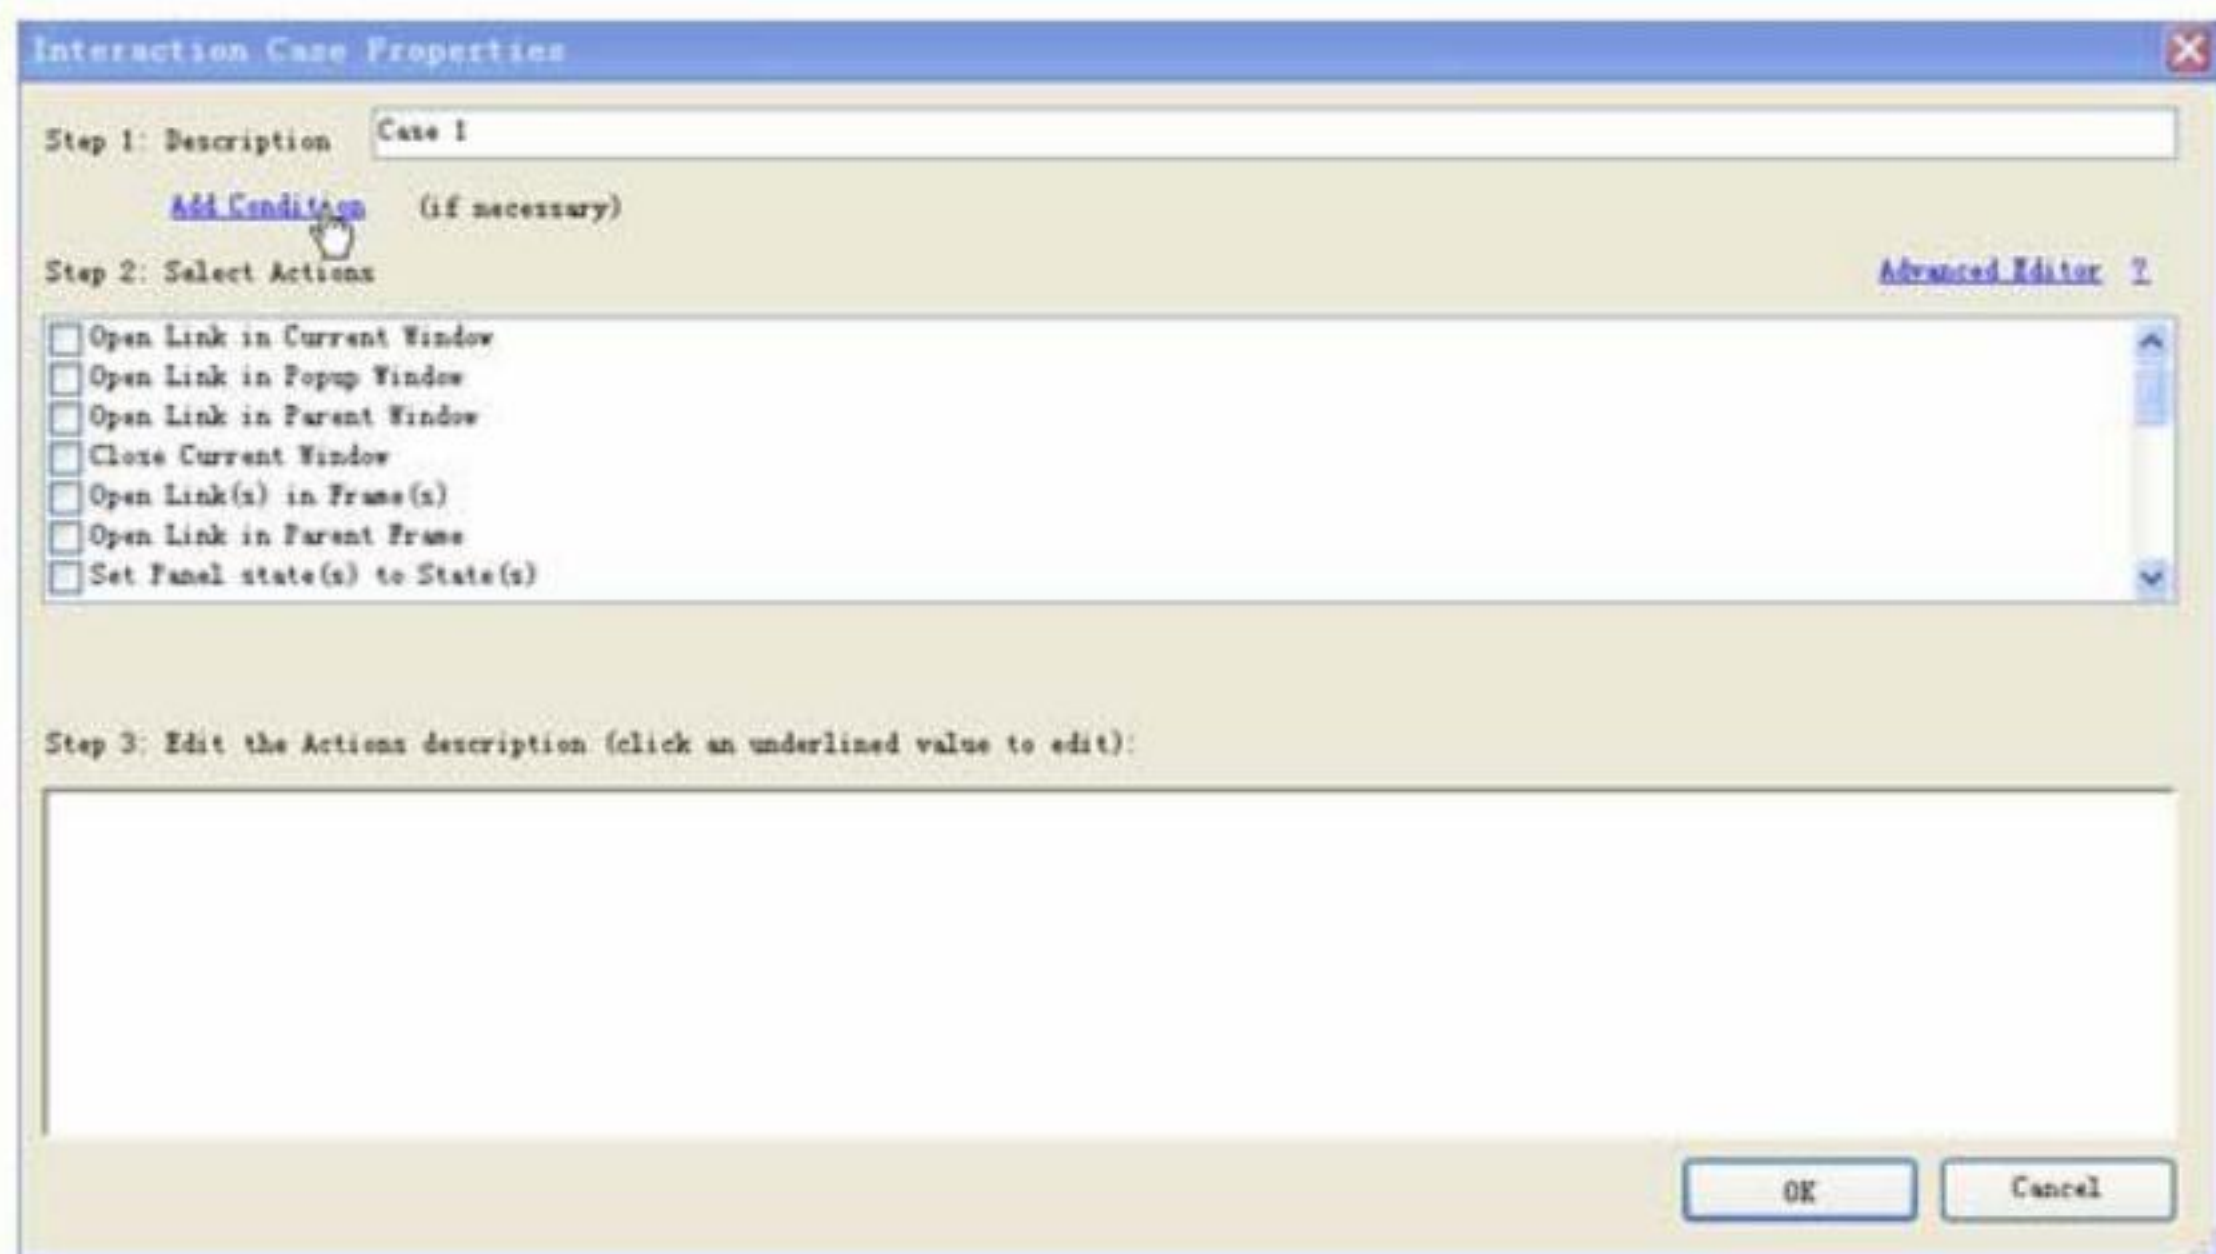 Interaction Case Properties
Step 1: Description Case 1
Add Condition (if necessary)
Step 2: Select Actions Advanced Editor ?
Open Link in Current Window
Open Link in Popup Window
Open Link in Parent Window
Close Current Window
Open Link(s) in Frame(s)
Open Link in Parent Frame
Set Panel state(s) to State(s)
Step 3: Edit the Actions description (click an underlined value to edit):
OK Cancel